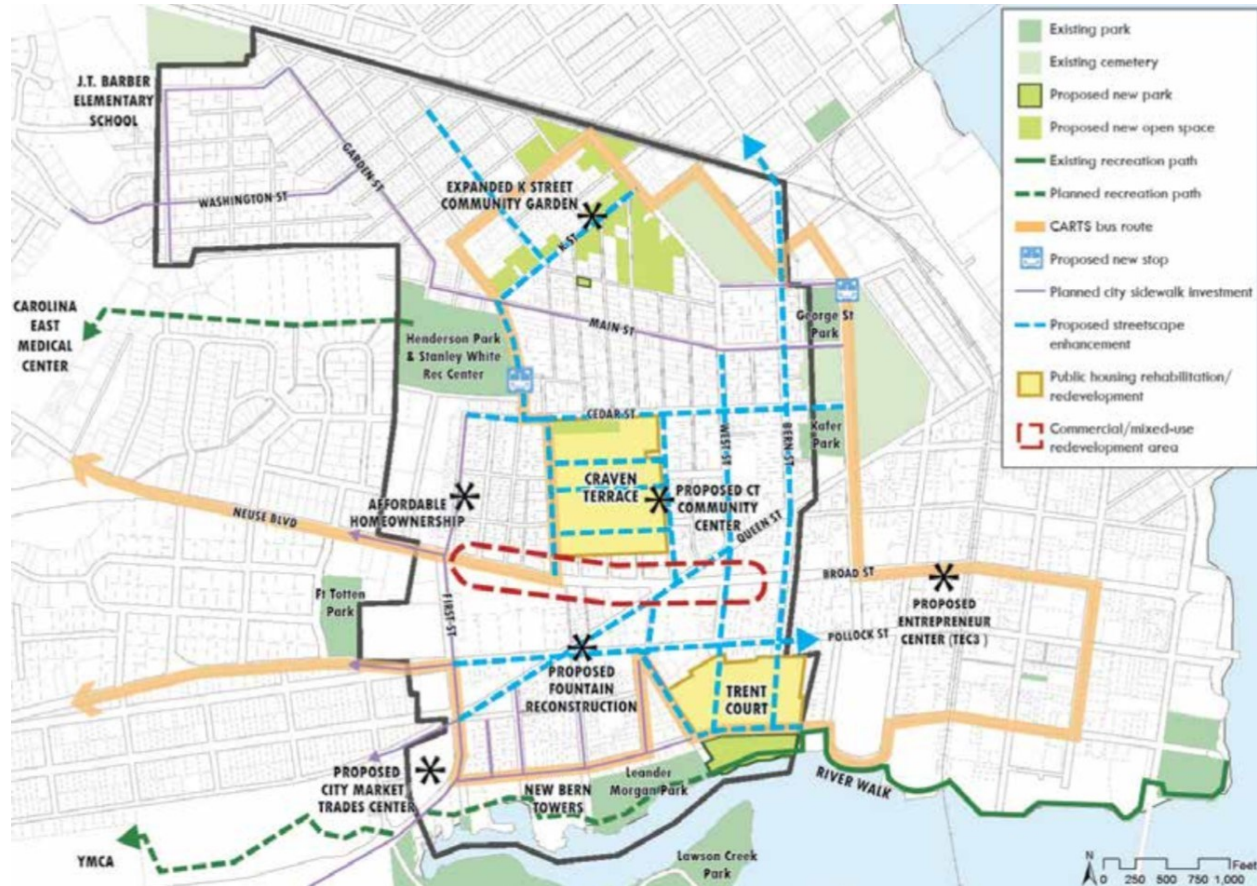 J.T. BARBER
ELEMENTARY
SCHOOL
GARDEN ST
WASHINGTON ST
EXPANDED K STREET
COMMUNITY GARDEN
K ST
CAROLINA
EAST
MEDICAL
CENTER
Henderson Park
& Stanley White
Rec Center
MAIN ST
George St
Park
CEDAR ST
WEST ST
BERN ST
Kafer
Park
CRAVEN
TERRACE
PROPOSED CT
COMMUNITY
CENTER
AFFORDABLE
HOMEOWNERSHIP
NEUSE BLVD
QUEEN ST
BROAD ST
Ft Totten
Park
FIRST ST
PROPOSED
ENTREPRENEUR
CENTER (TEC3 )
POLLOCK ST
PROPOSED
FOUNTAIN
RECONSTRUCTION
TRENT
COURT
PROPOSED
CITY MARKET
TRADES CENTER
NEW BERN
TOWERS
Leander
Morgan Park
RIVER WALK
YMCA
Lawson Creek
Park
Existing park
Existing cemetery
Proposed new park
Proposed new open space
Existing recreation path
Planned recreation path
CARTS bus route
Proposed new stop
Planned city sidewalk investment
Proposed streetscape
enhancement
Public housing rehabilitation/
redevelopment
Commercial/mixed-use
redevelopment area
N
Feet
0 250 500 750 1,000